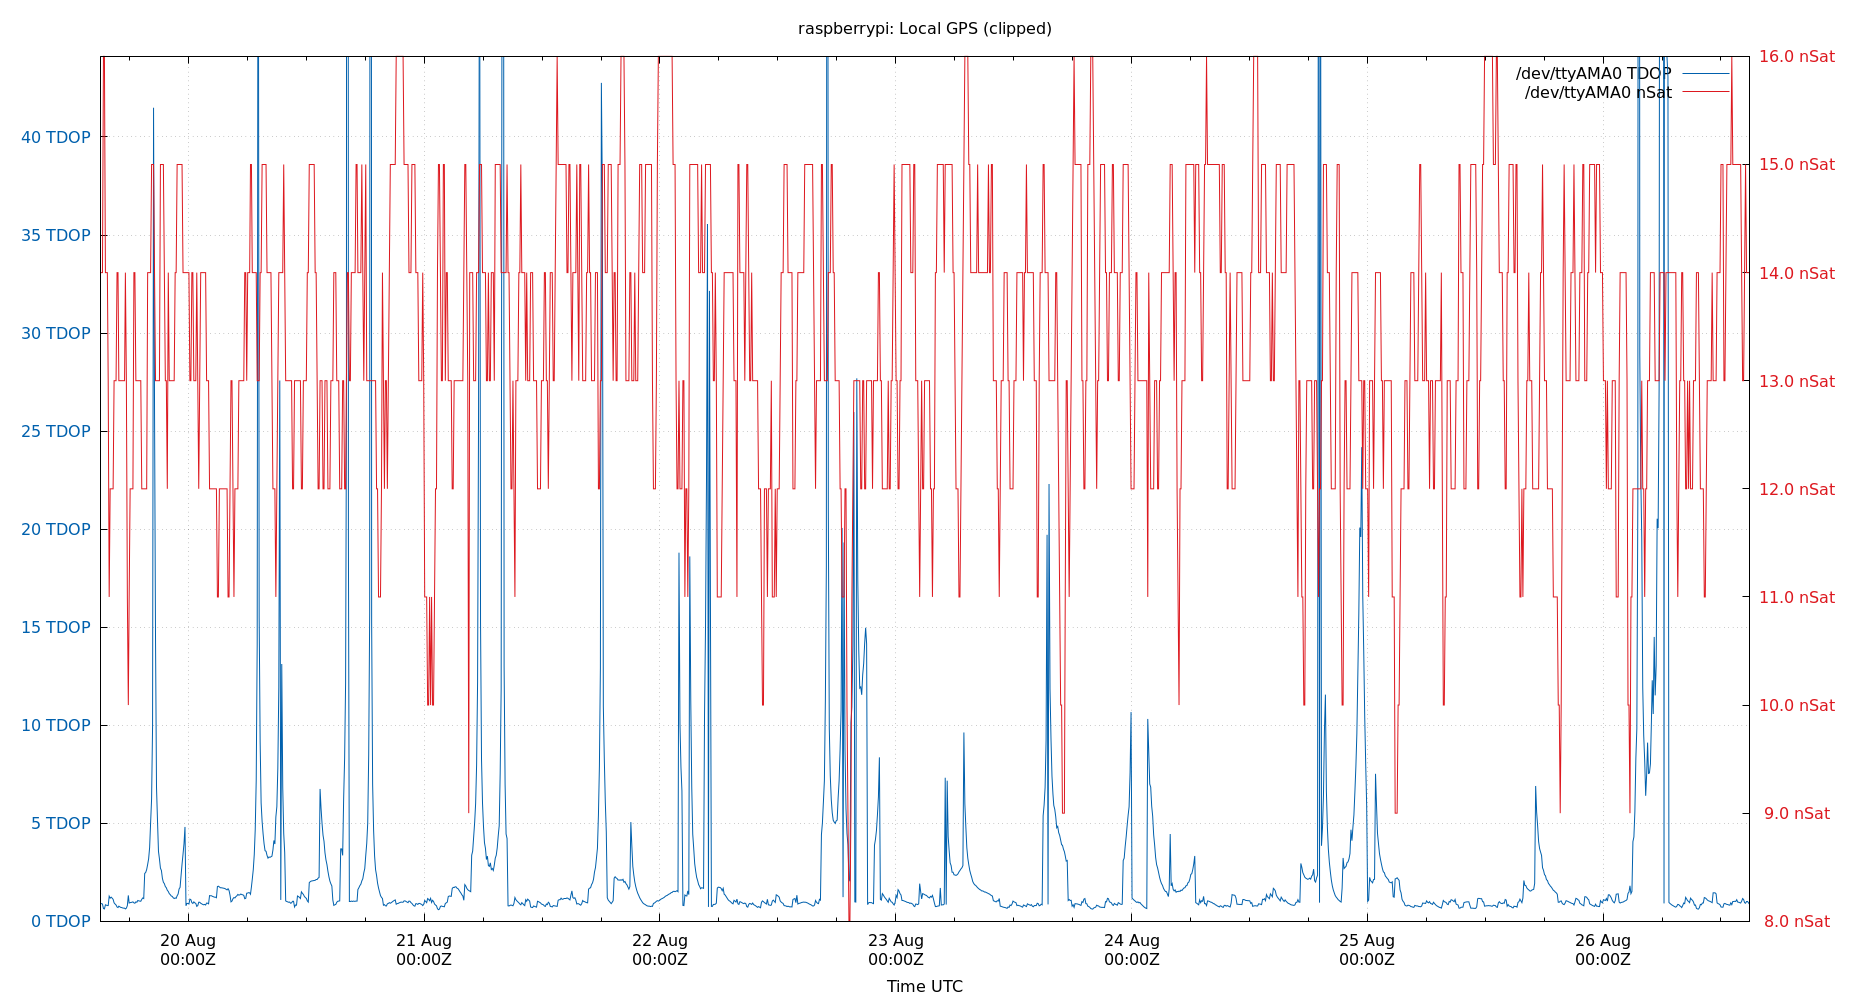 raspberrypi: Local GPS (clipped)
/dev/ttyAMA0 TDOP
/dev/ttyAMA0 nSat
40 TDOP
35 TDOP
30 TDOP
25 TDOP
20 TDOP
15 TDOP
10 TDOP
5 TDOP
0 TDOP
16.0 nSat
15.0 nSat
14.0 nSat
13.0 nSat
12.0 nSat
11.0 nSat
10.0 nSat
9.0 nSat
8.0 nSat
20 Aug
00:00Z
21 Aug
00:00Z
22 Aug
00:00Z
23 Aug
00:00Z
24 Aug
00:00Z
25 Aug
00:00Z
26 Aug
00:00Z
Time UTC